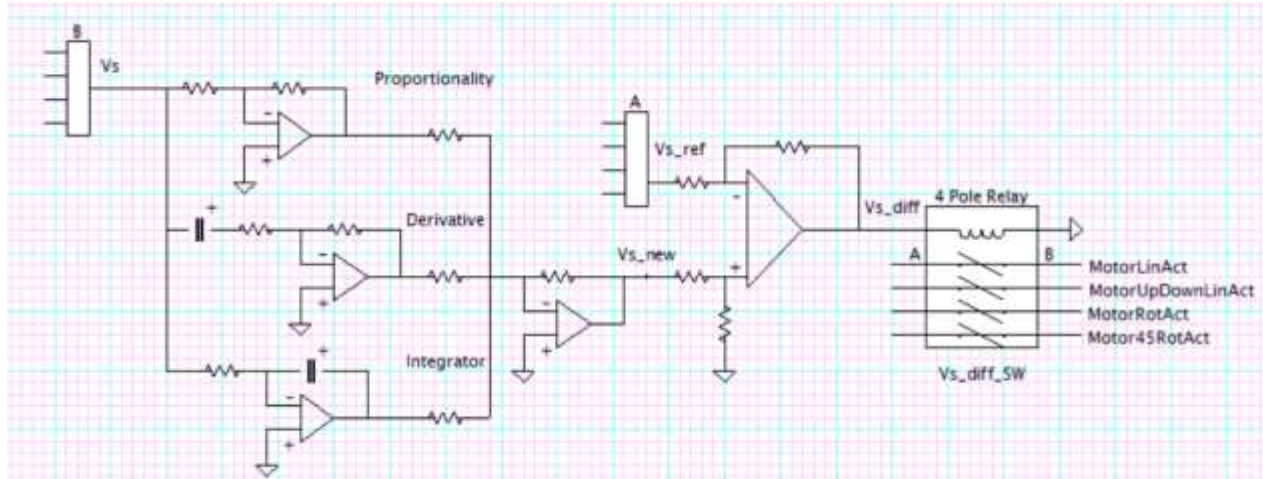 B
Vs
Proportionality
-
+
A
Vs_ref
-
+
4 Pole Relay
Vs_diff
A
B
MotorLinAct
MotorUpDownLinAct
MotorRotAct
Motor45RotAct
Vs_diff_SW
+
Derivative
-
+
Vs_new
-
+
+
Integrator
-
+